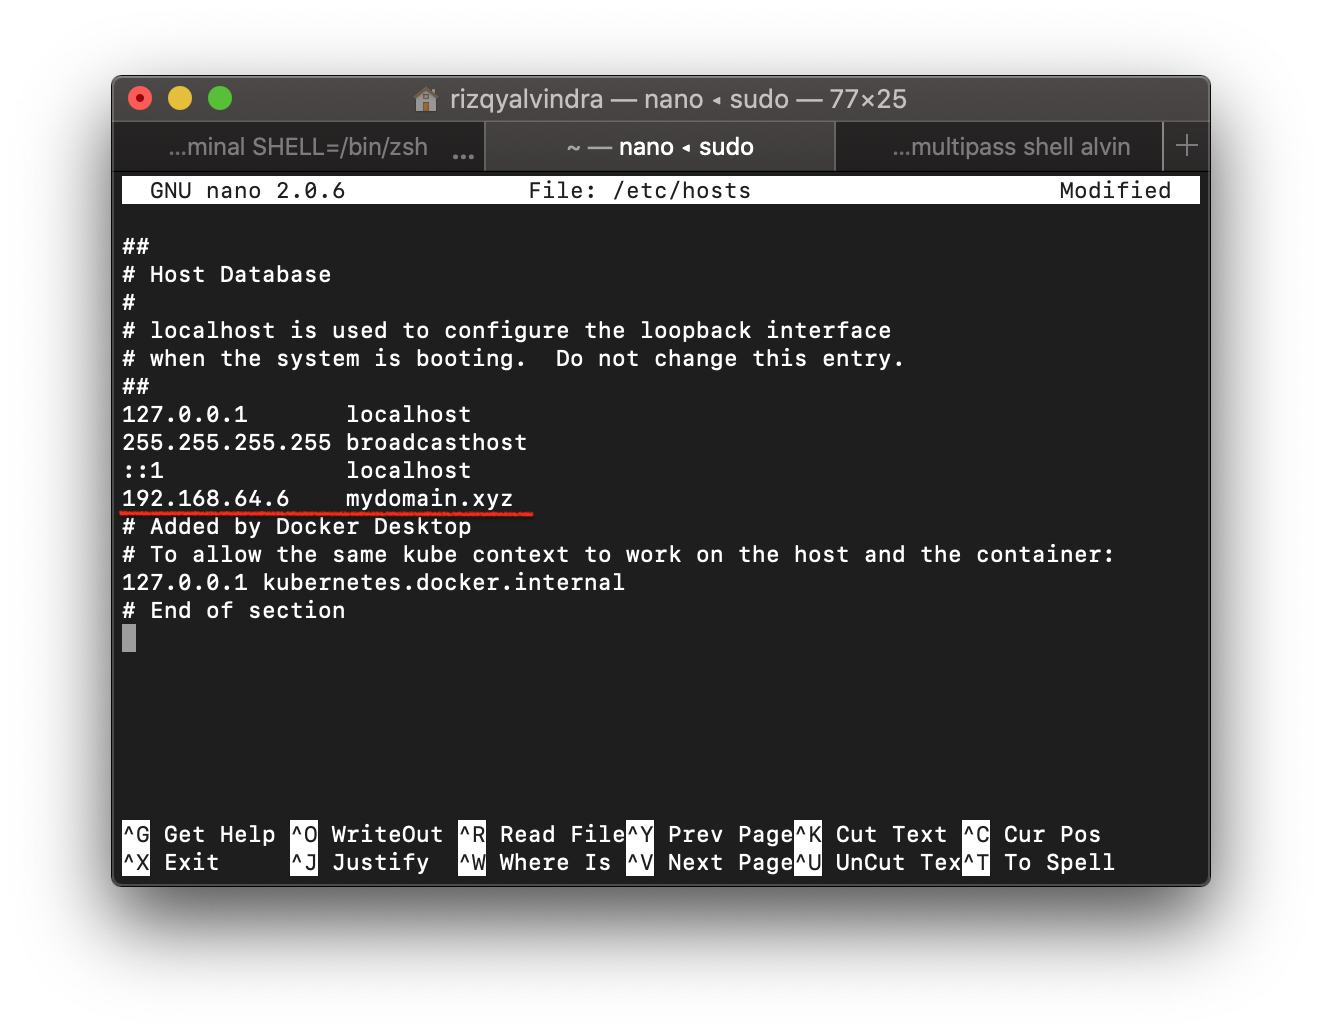 rizqyalvindra — nano ◂ sudo — 77×25
...minal SHELL=/bin/zsh ...
~ — nano ◂ sudo
...multipass shell alvin +
GNU nano 2.0.6 File: /etc/hosts Modified
##
# Host Database
#
# localhost is used to configure the loopback interface
# when the system is booting.  Do not change this entry.
##
127.0.0.1       localhost
255.255.255.255 broadcasthost
::1             localhost
192.168.64.6    mydomain.xyz
# Added by Docker Desktop
# To allow the same kube context to work on the host and the container:
127.0.0.1 kubernetes.docker.internal
# End of section
^G Get Help ^O WriteOut ^R Read File^Y Prev Page^K Cut Text ^C Cur Pos
^X Exit ^J Justify ^W Where Is ^V Next Page^U UnCut Tex^T To Spell